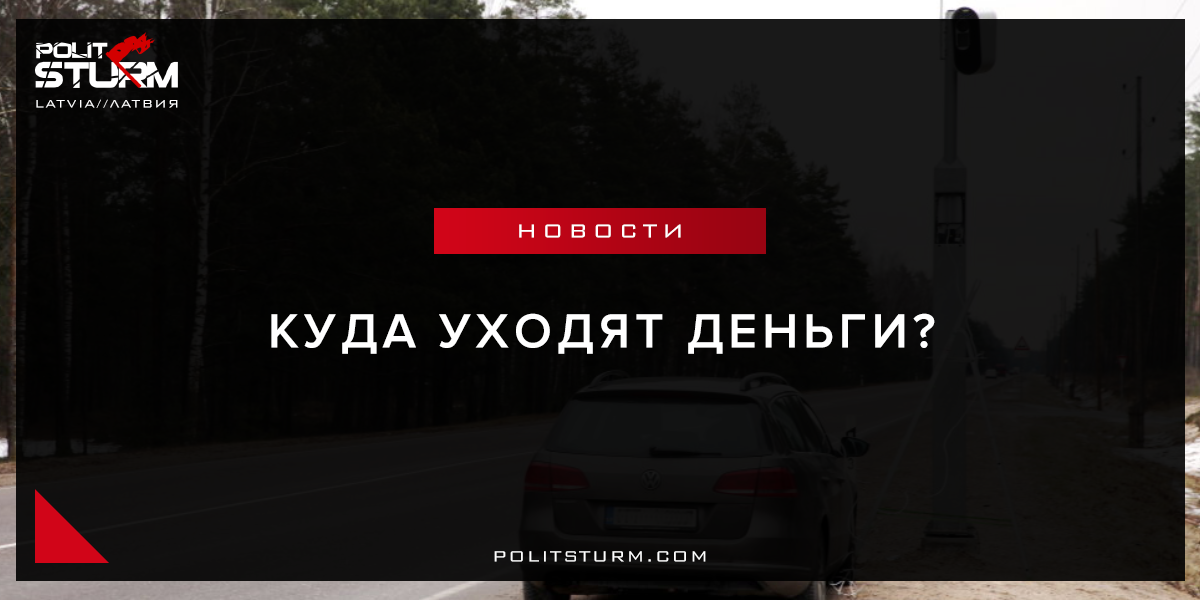 POLIT
STURM
LATVIA//ЛАТВИЯ
НОВОСТИ
КУДА УХОДЯТ ДЕНЬГИ?
POLITSTURM.COM